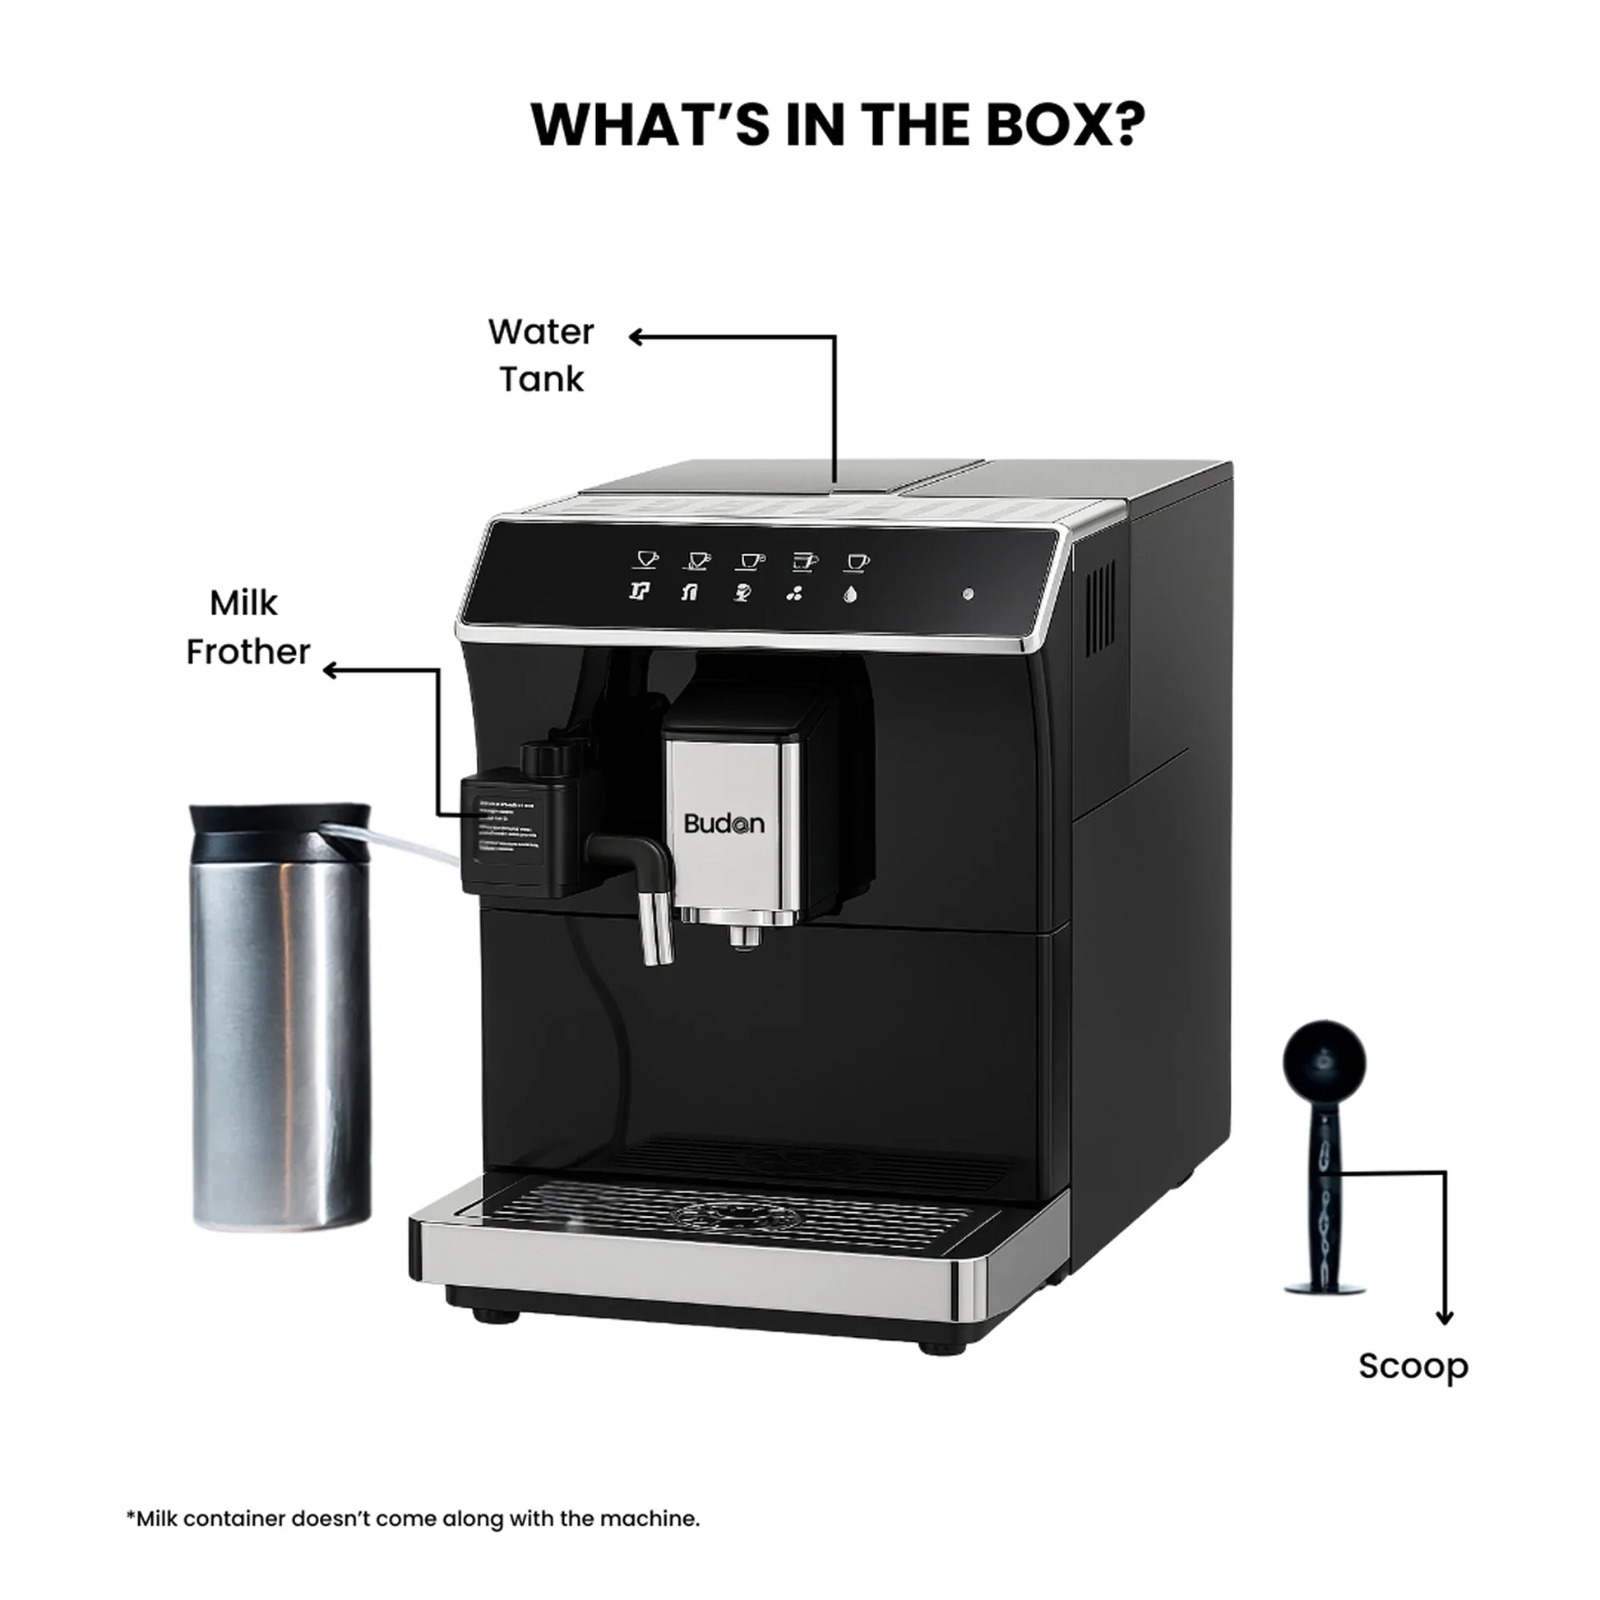 WHAT'S IN THE BOX?
Water
Tank
Milk
Frother
Budan
Scoop
*Milk container doesn't come along with the machine.